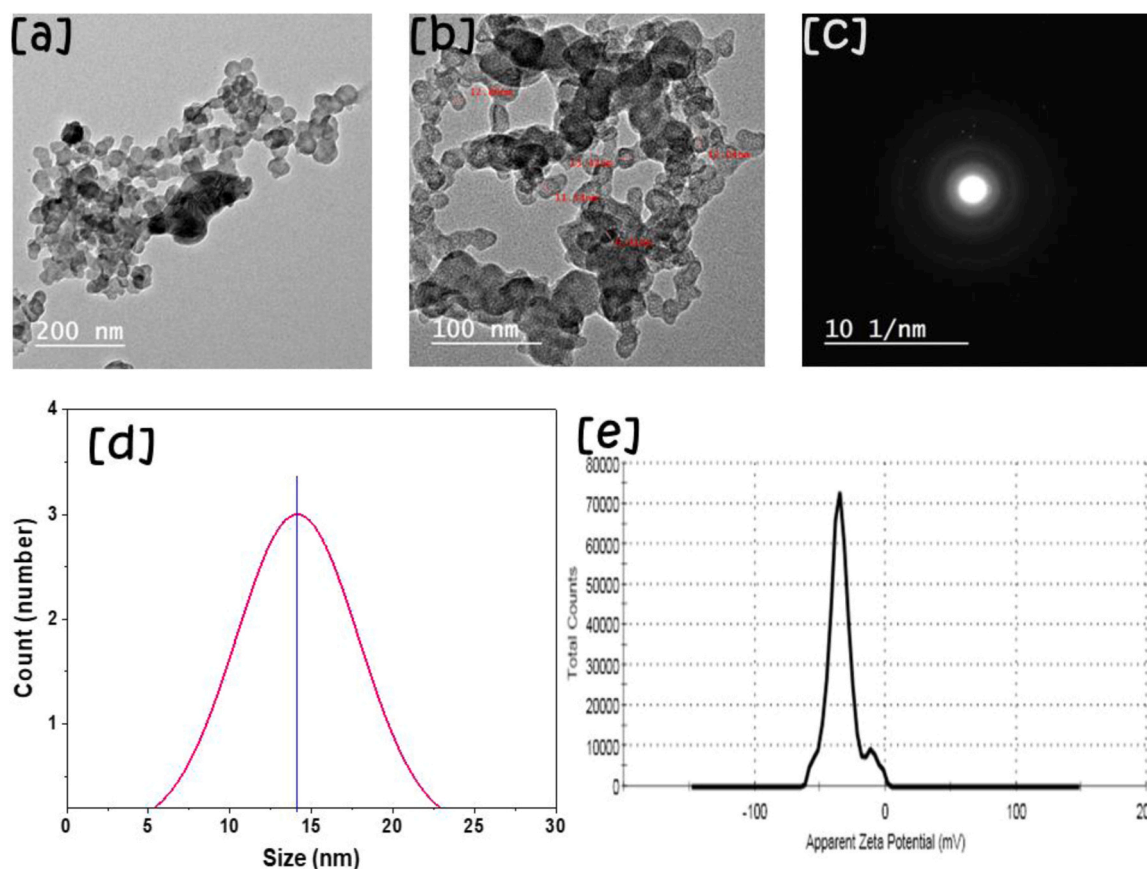 [a]
200 nm
[b]
100 nm
[c]
10 1/nm
[d]
4
3
2
1
Count (number)
0 5 10 15 20 25 30
Size (nm)
[e]
80000
70000
60000
50000
40000
30000
20000
10000
0
Total Counts
-100 0 100 20
Apparent Zeta Potential (mV)